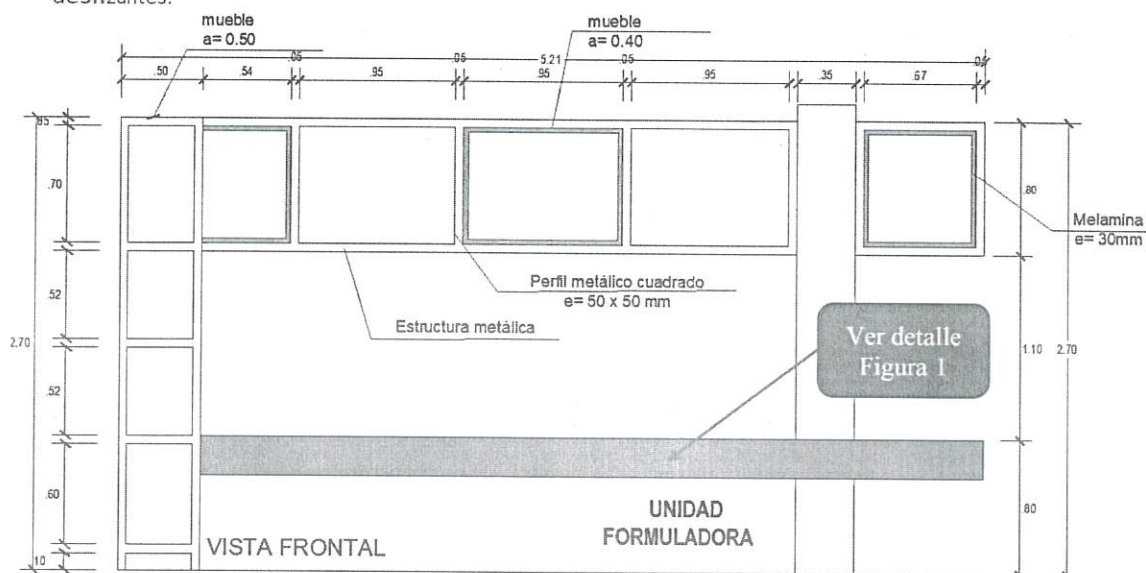 deslizantes.
mueble
a= 0.50
mueble
a= 0.40
.05
.05
5.21
.05
.05
.50
.54
.95
.95
.95
.35
.67
.05
.70
.80
Melamina
e= 30mm
Perfil metálico cuadrado
e= 50 x 50 mm
Estructura metálica
.52
2.70
Ver detalle
Figura 1
1.10
2.70
.52
.60
UNIDAD
FORMULADORA
.80
VISTA FRONTAL
.10